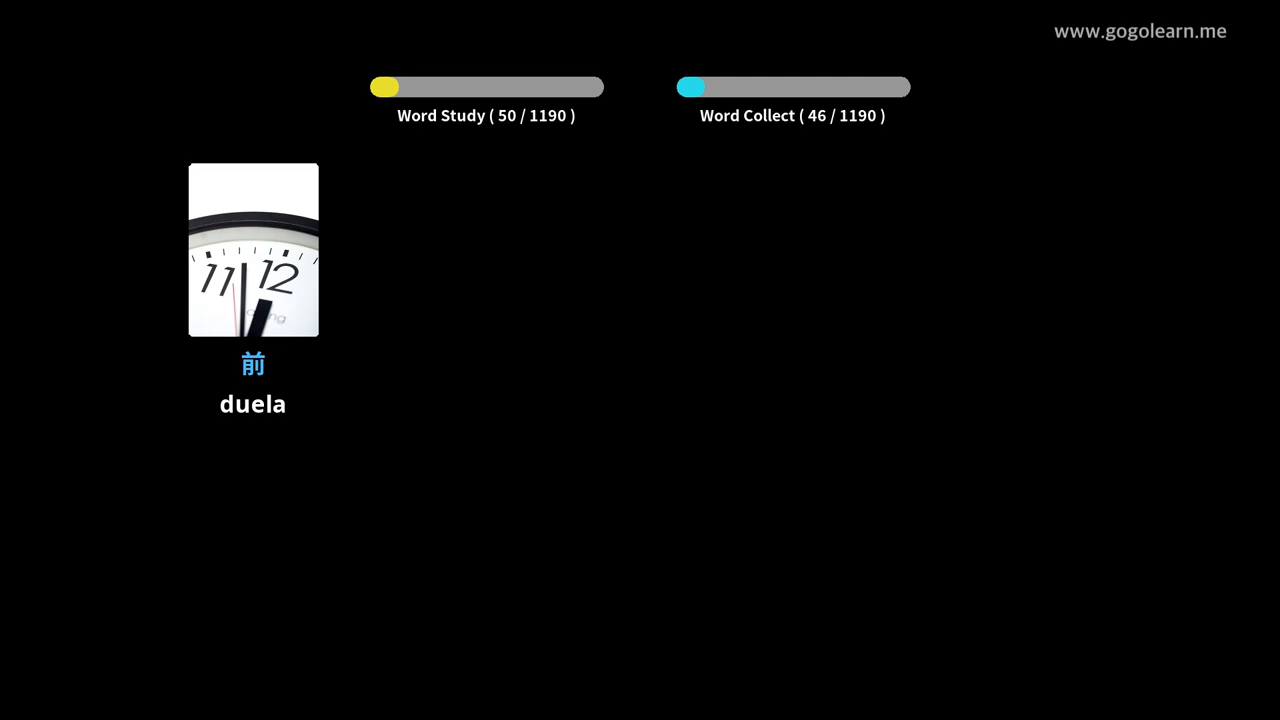 www.gogolearn.me
Word Study ( 50 / 1190 )
Word Collect ( 46 / 1190 )
11 12
前
duela